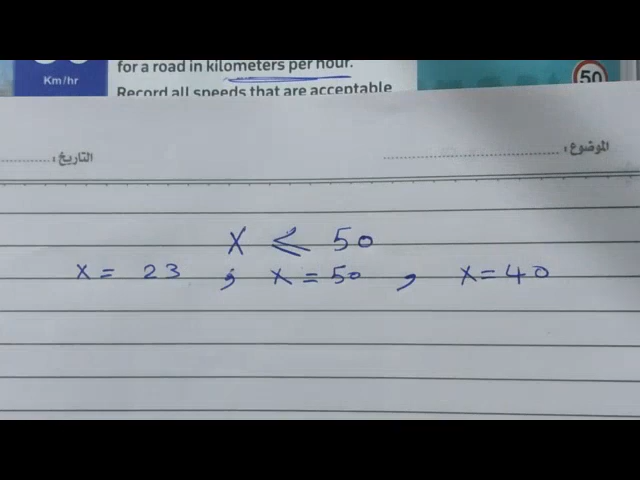 Km/hr
for a road in kilometers per hour.
Record all speeds that are acceptable
50
الموضوع: التاريخ:
X ≤ 50
x = 23 , x = 50 , x = 40